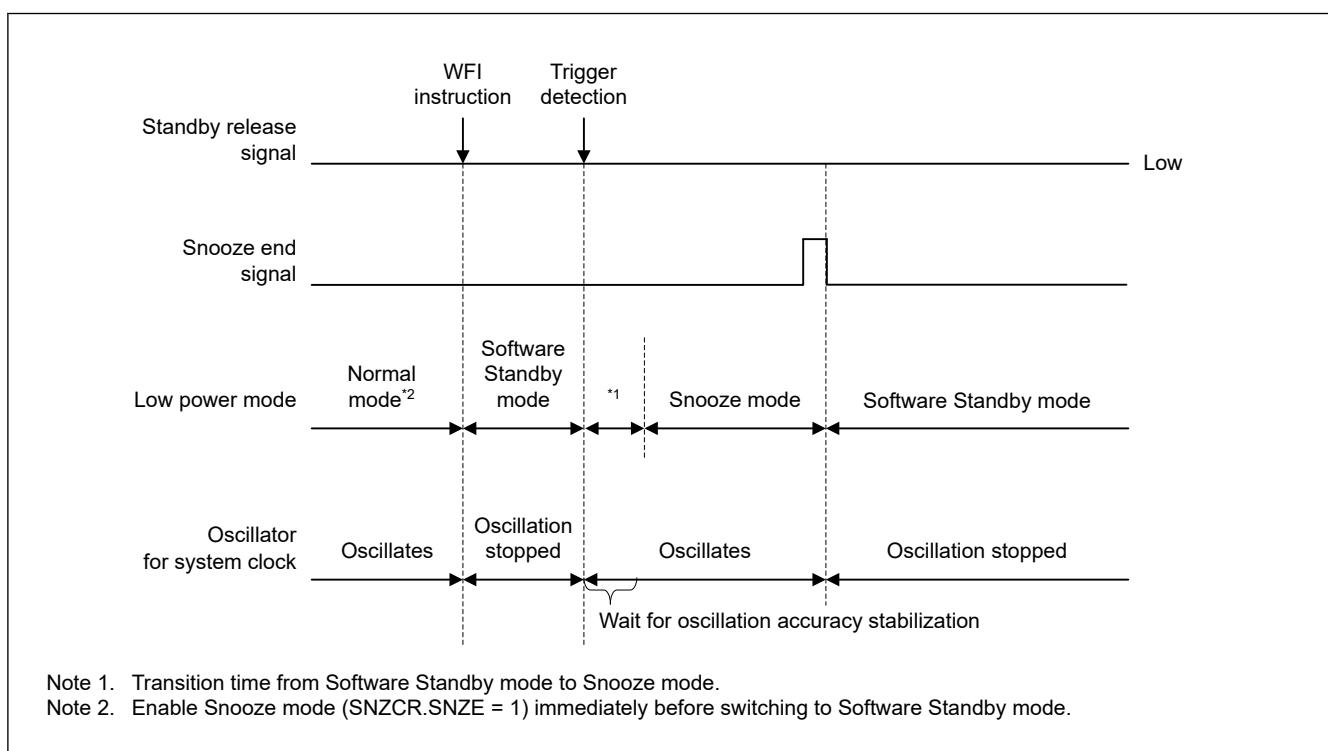 WFI
instruction
Trigger
detection
Standby release
signal
Low
Snooze end
signal
Low power mode
Normal
mode*2
Software
Standby
mode
*1
Snooze mode
Software Standby mode
Oscillator
for system clock
Oscillates
Oscillation
stopped
Oscillates
Oscillation stopped
Wait for oscillation accuracy stabilization
Note 1. Transition time from Software Standby mode to Snooze mode.
Note 2. Enable Snooze mode (SNZCR.SNZE = 1) immediately before switching to Software Standby mode.